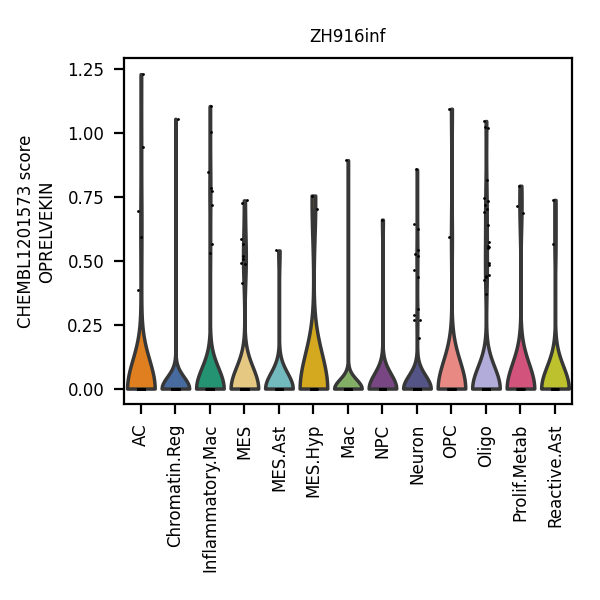 ZH916inf
CHEMBL1201573 score
OPRELVEKIN
1.25
1.00
0.75
0.50
0.25
0.00
AC
Chromatin.Reg
Inflammatory.Mac
MES
MES.Ast
MES.Hyp
Mac
NPC
Neuron
OPC
Oligo
Prolif.Metab
Reactive.Ast